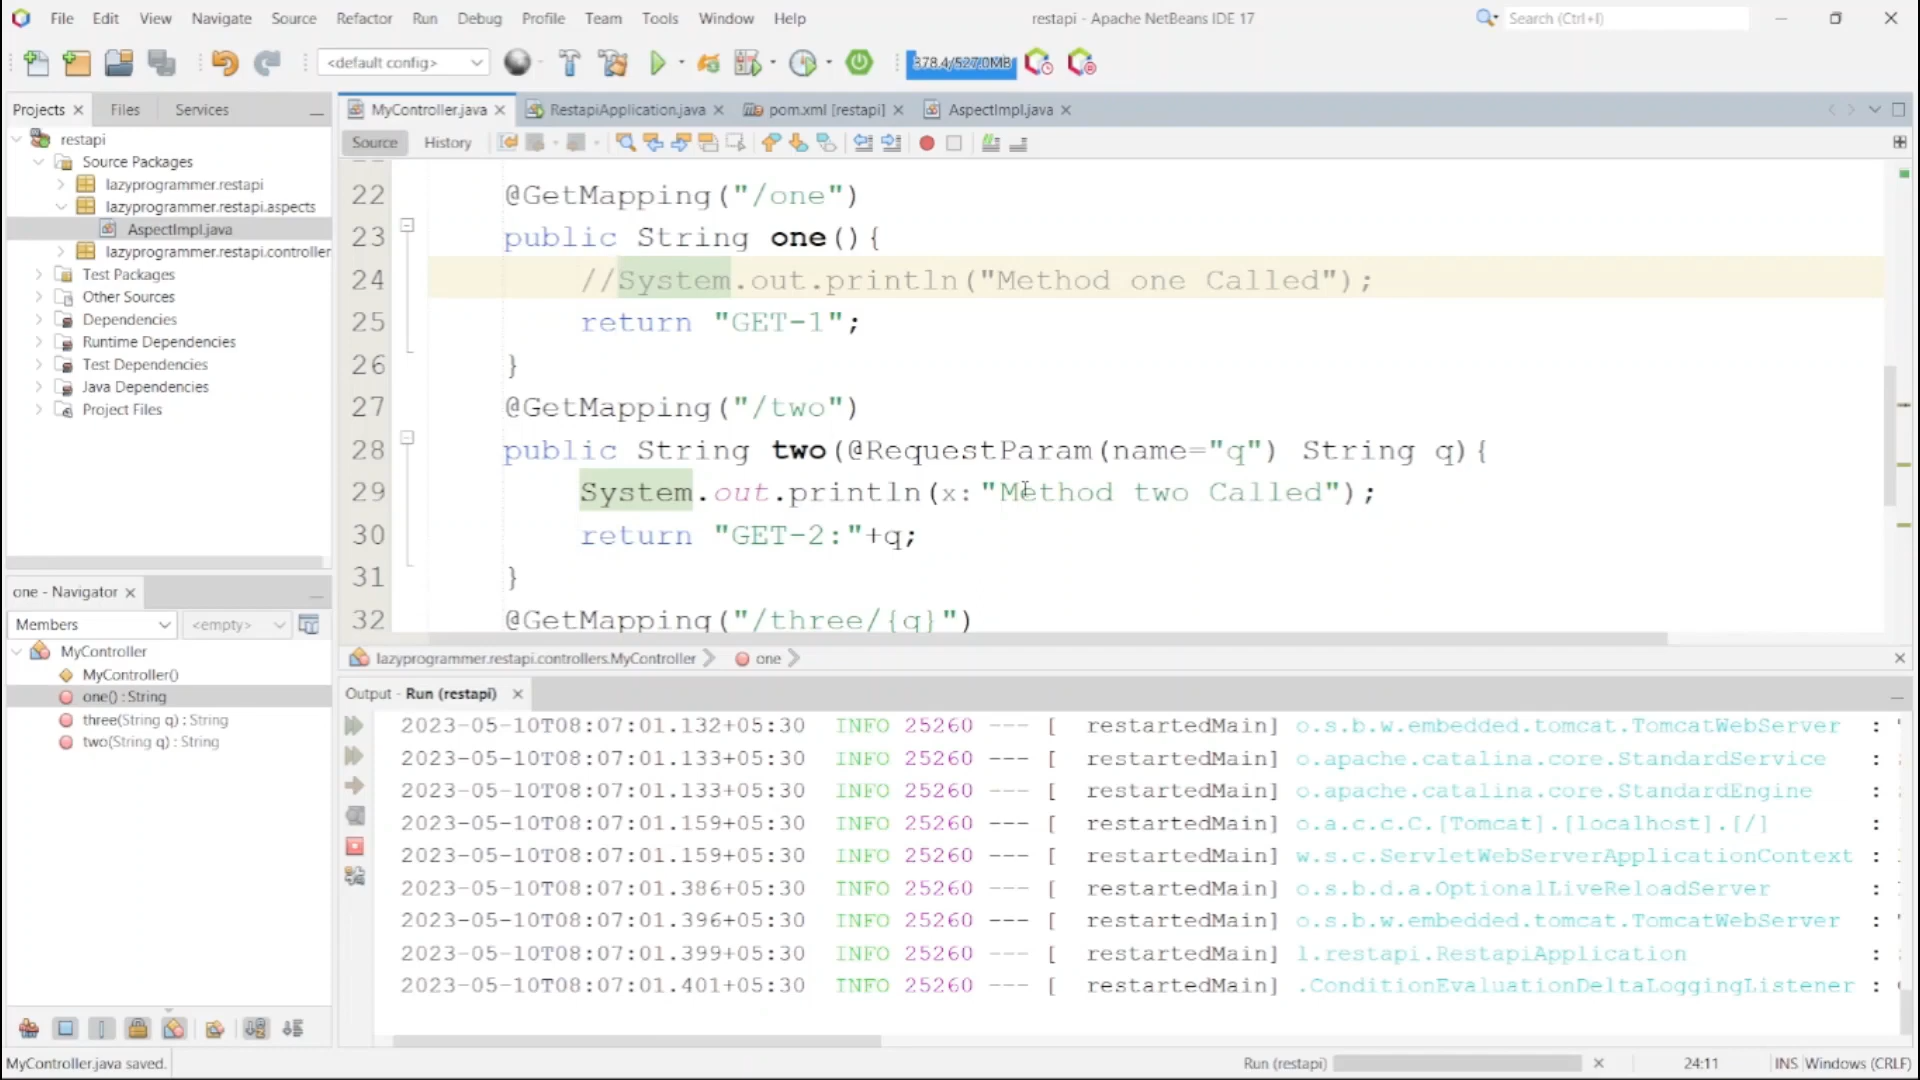 File Edit View Navigate Source Refactor Run Debug Profile Team Tools Window Help
restapi - Apache NetBeans IDE 17
Search (Ctrl+I)
<default config>
378.4/527.0MB
Projects Files Services
MyController.java RestapiApplication.java pom.xml [restapi] AspectImpl.java
Source History
restapi
Source Packages
lazyprogrammer.restapi
lazyprogrammer.restapi.aspects
AspectImpl.java
lazyprogrammer.restapi.controller
Test Packages
Other Sources
Dependencies
Runtime Dependencies
Test Dependencies
Java Dependencies
Project Files
22 @GetMapping("/one")
23 public String one(){
24 //System.out.println("Method one Called");
25 return "GET-1";
26 }
27 @GetMapping("/two")
28 public String two(@RequestParam(name="q") String q){
29 System.out.println(x: "Method two Called");
30 return "GET-2:"+q;
31 }
32 @GetMapping("/three/{q}")
lazyprogrammer.restapi.controllers.MyController one
one - Navigator
Members <empty>
MyController
MyController()
one() : String
three(String q) : String
two(String q) : String
Output - Run (restapi)
2023-05-10T08:07:01.132+05:30 INFO 25260 --- [ restartedMain] o.s.b.w.embedded.tomcat.TomcatWebServer :
2023-05-10T08:07:01.133+05:30 INFO 25260 --- [ restartedMain] o.apache.catalina.core.StandardService :
2023-05-10T08:07:01.133+05:30 INFO 25260 --- [ restartedMain] o.apache.catalina.core.StandardEngine :
2023-05-10T08:07:01.159+05:30 INFO 25260 --- [ restartedMain] o.a.c.c.C.[Tomcat].[localhost].[/] :
2023-05-10T08:07:01.159+05:30 INFO 25260 --- [ restartedMain] w.s.c.ServletWebServerApplicationContext :
2023-05-10T08:07:01.386+05:30 INFO 25260 --- [ restartedMain] o.s.b.d.a.OptionalLiveReloadServer :
2023-05-10T08:07:01.396+05:30 INFO 25260 --- [ restartedMain] o.s.b.w.embedded.tomcat.TomcatWebServer :
2023-05-10T08:07:01.399+05:30 INFO 25260 --- [ restartedMain] l.restapi.RestapiApplication :
2023-05-10T08:07:01.401+05:30 INFO 25260 --- [ restartedMain] .ConditionEvaluationDeltaLoggingListener :
MyController.java saved.
Run (restapi)
24:11
INS Windows (CRLF)